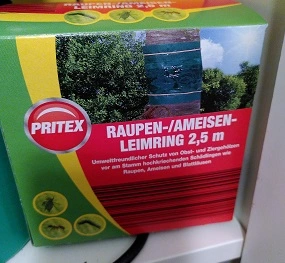 RAUPEN-/AMEISEN-
LEIMRING 2,5 m
PRITEX
RAUPEN-/AMEISEN-
LEIMRING 2,5 m
Umweltfreundlicher Schutz von Obst- und Ziergehölzen
vor am Stamm hochkriechenden Schädlingen wie
Raupen, Ameisen und Blattläusen